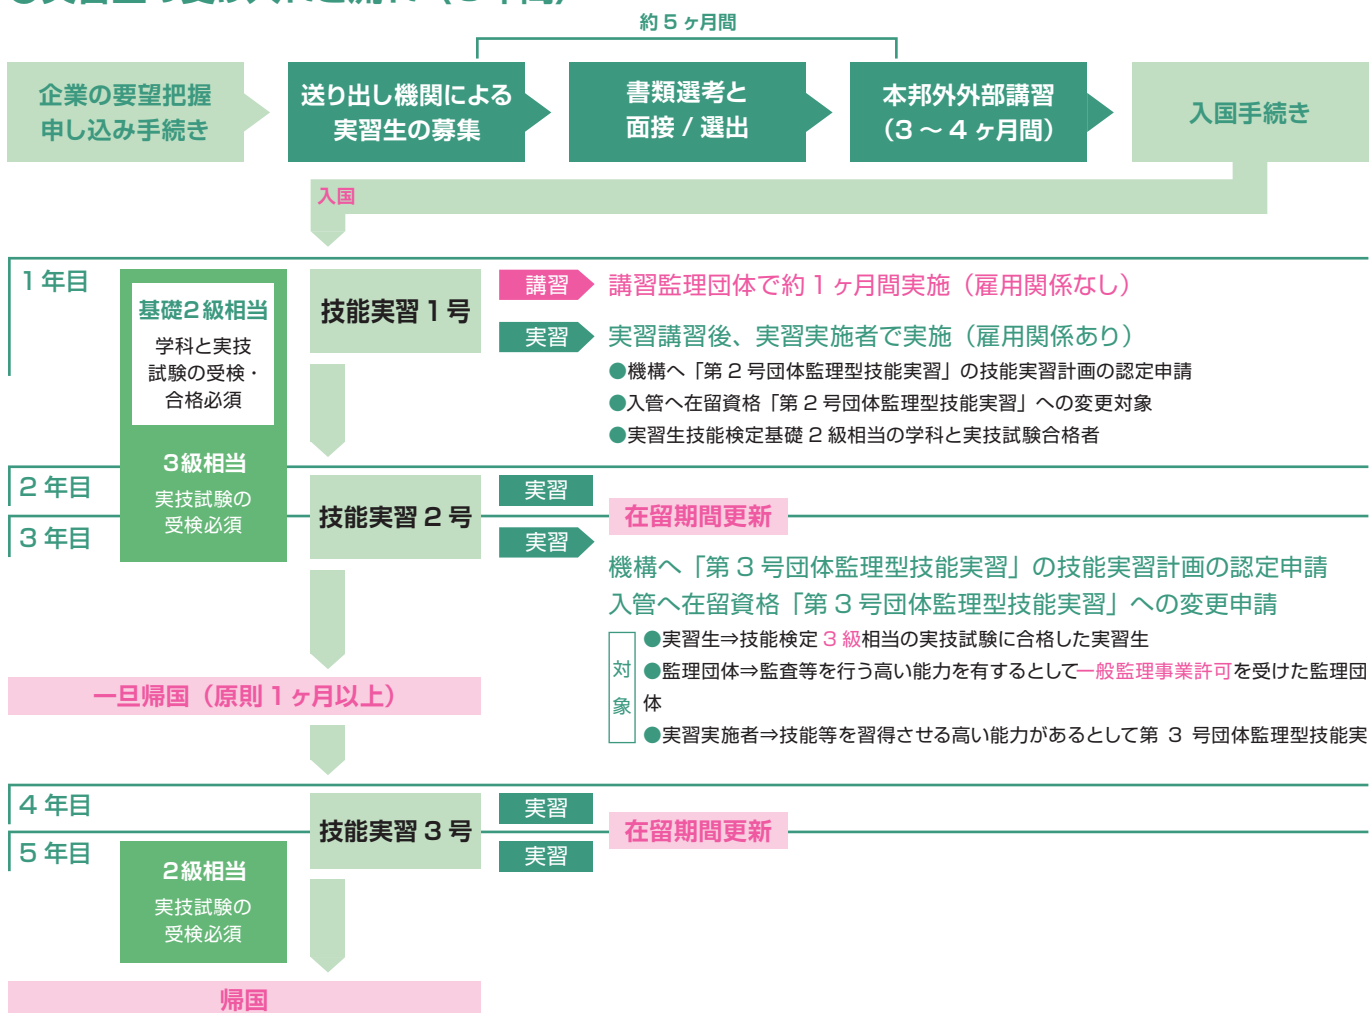 約5ヶ月間
企業の要望把握
申し込み手続き
送り出し機関による
実習生の募集
書類選考と
面接 / 選出
本邦外外部講習
(3～4ヶ月間)
入国手続き
入国
1年目
基礎2級相当
学科と実技
試験の受検・
合格必須
技能実習1号
講習
講習監理団体で約1ヶ月間実施（雇用関係なし）
実習
実習講習後、実習実施者で実施（雇用関係あり）
●機構へ「第2号団体監理型技能実習」の技能実習計画の認定申請
●入管へ在留資格「第2号団体監理型技能実習」への変更対象
●実習生技能検定基礎2級相当の学科と実技試験合格者
3級相当
実技試験の
受検必須
2年目
3年目
技能実習2号
実習
在留期間更新
実習
機構へ「第3号団体監理型技能実習」の技能実習計画の認定申請
入管へ在留資格「第3号団体監理型技能実習」への変更申請
対象
●実習生⇒技能検定3級相当の実技試験に合格した実習生
●監理団体⇒監査等を行う高い能力を有するとして一般監理事業許可を受けた監理団
体
●実習実施者⇒技能等を習得させる高い能力があるとして第 3 号団体監理型技能実
一旦帰国（原則1ヶ月以上）
4年目
5年目
技能実習3号
実習
在留期間更新
実習
2級相当
実技試験の
受検必須
帰国